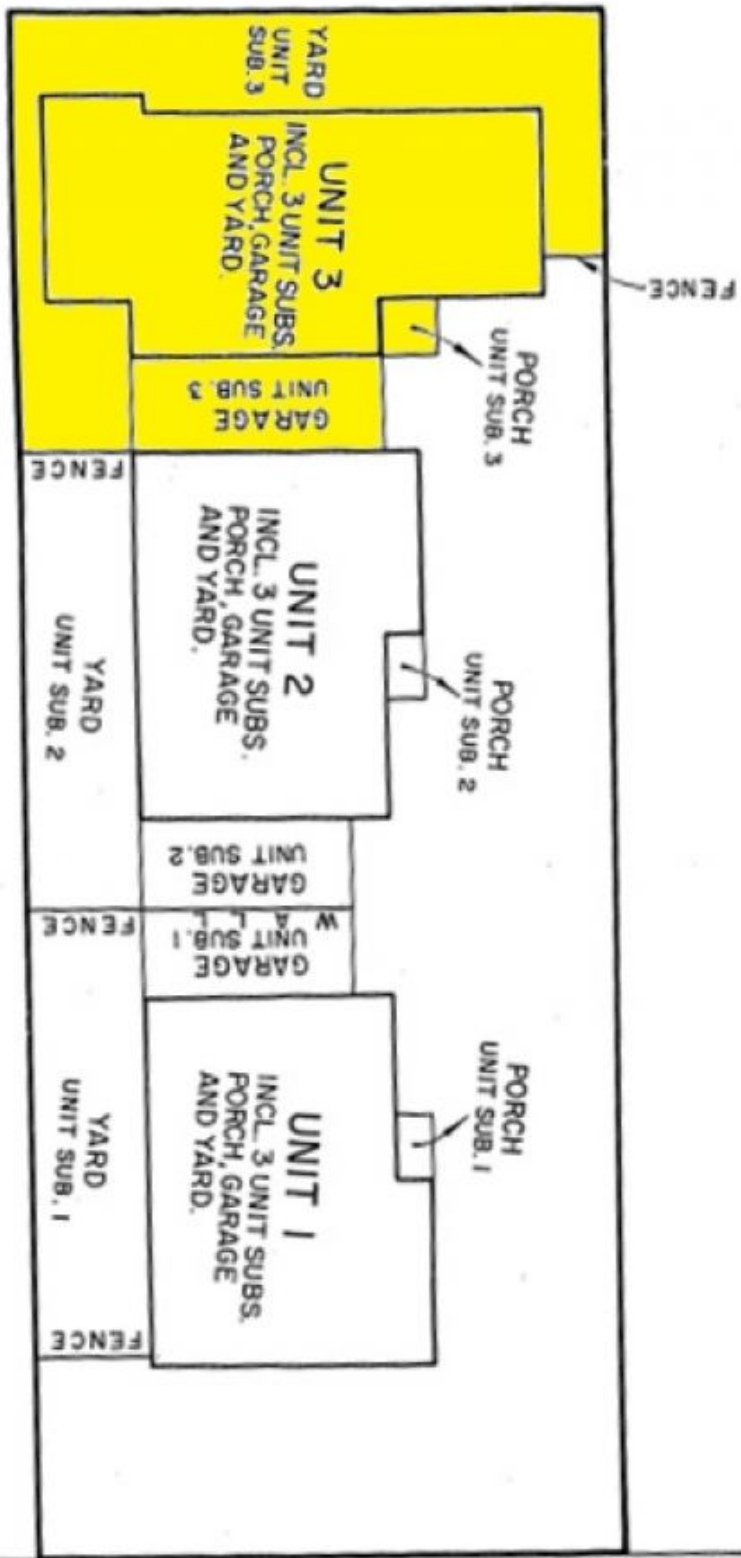 YARD
UNIT
SUB. 3
UNIT 3
INCL. 3 UNIT SUBS.
PORCH, GARAGE
AND YARD.
FENCE
PORCH
UNIT SUB. 3
GARAGE
UNIT SUB. 3
FENCE
UNIT 2
INCL. 3 UNIT SUBS.
PORCH, GARAGE
AND YARD.
PORCH
UNIT SUB. 2
YARD
UNIT SUB. 2
GARAGE
UNIT SUB. 2
WALL
FENCE
GARAGE
UNIT SUB. 1
UNIT 1
INCL. 3 UNIT SUBS.
PORCH, GARAGE
AND YARD.
PORCH
UNIT SUB. 1
YARD
UNIT SUB. 1
FENCE